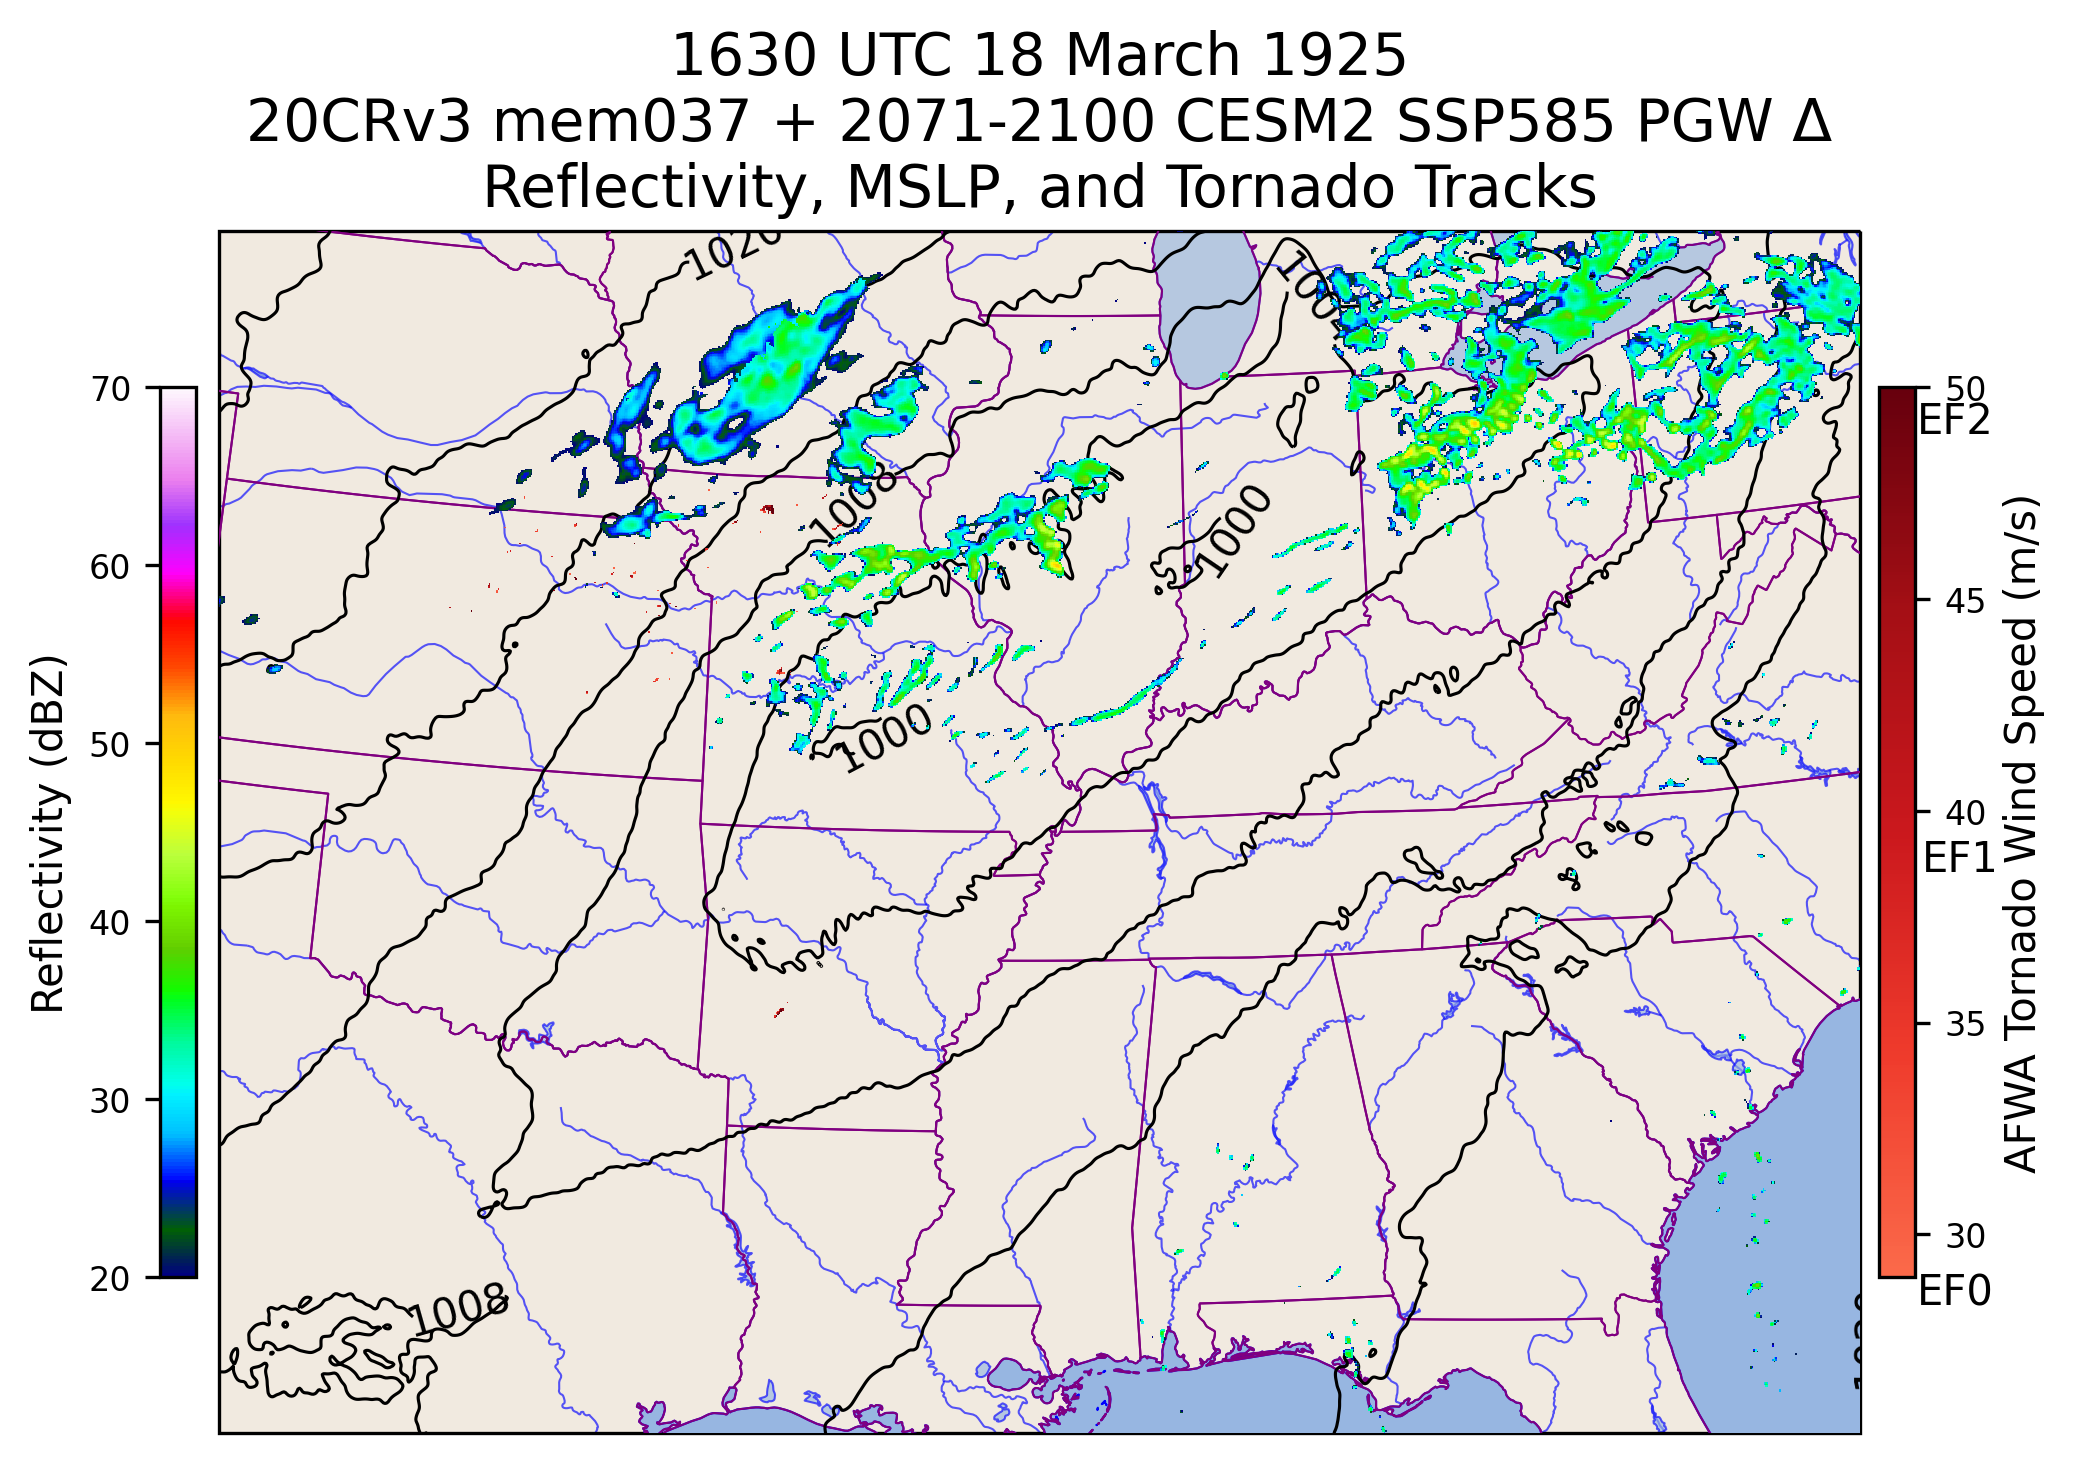 1630 UTC 18 March 1925
20CRv3 mem037 + 2071-2100 CESM2 SSP585 PGW Δ
Reflectivity, MSLP, and Tornado Tracks
1020
1008
1000
1000
1008
70
60
50
40
30
20
Reflectivity (dBZ)
50
EF2
45
40
EF1
35
30
EF0
AFWA Tornado Wind Speed (m/s)